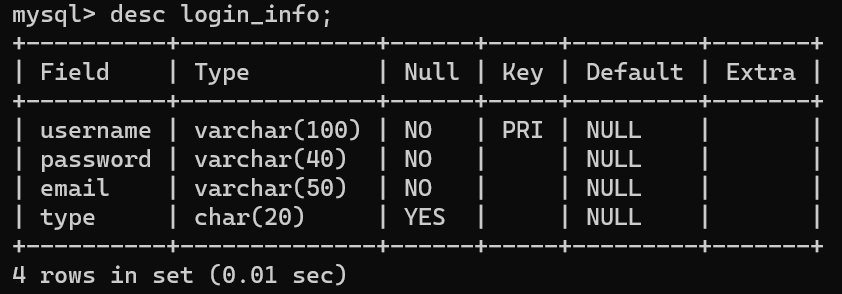 mysql> desc login_info;
+----------+--------------+------+-----+---------+-------+
| Field    | Type         | Null | Key | Default | Extra |
+----------+--------------+------+-----+---------+-------+
| username | varchar(100) | NO   | PRI | NULL    |       |
| password | varchar(40)  | NO   |     | NULL    |       |
| email    | varchar(50)  | NO   |     | NULL    |       |
| type     | char(20)     | YES  |     | NULL    |       |
+----------+--------------+------+-----+---------+-------+
4 rows in set (0.01 sec)